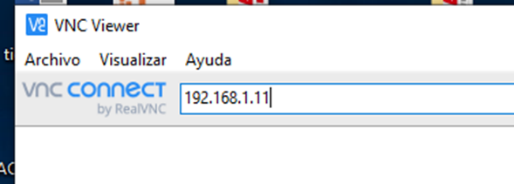 VNC Viewer
Archivo Visualizar Ayuda
vnc connect
by RealVNC
192.168.1.11